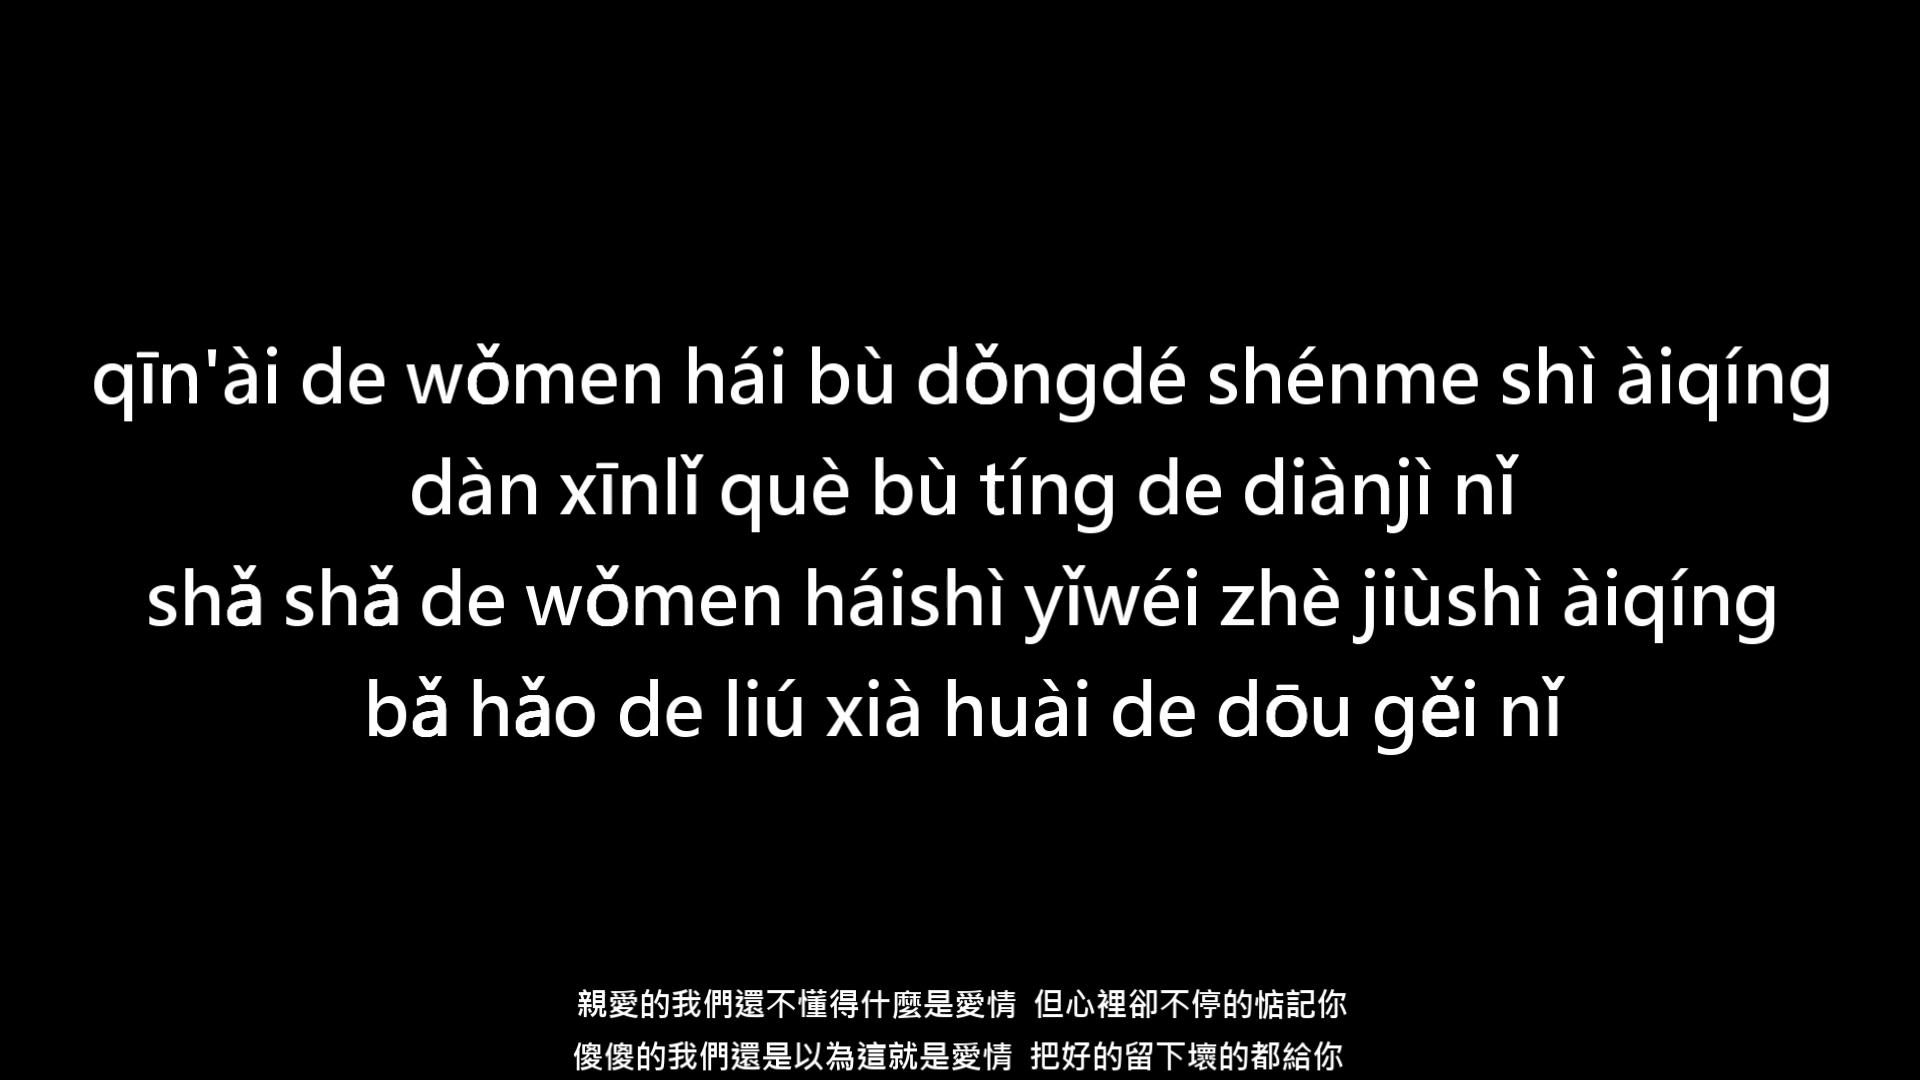 qīn'ài de wǒmen hái bù dǒngdé shénme shì àiqíng
dàn xīnlǐ què bù tíng de diànjì nǐ
shǎ shǎ de wǒmen háishì yǐwéi zhè jiùshì àiqíng
bǎ hǎo de liú xià huài de dōu gěi nǐ
親愛的我們還不懂得什麼是愛情 但心裡卻不停的惦記你
傻傻的我們還是以為這就是愛情 把好的留下壞的都給你